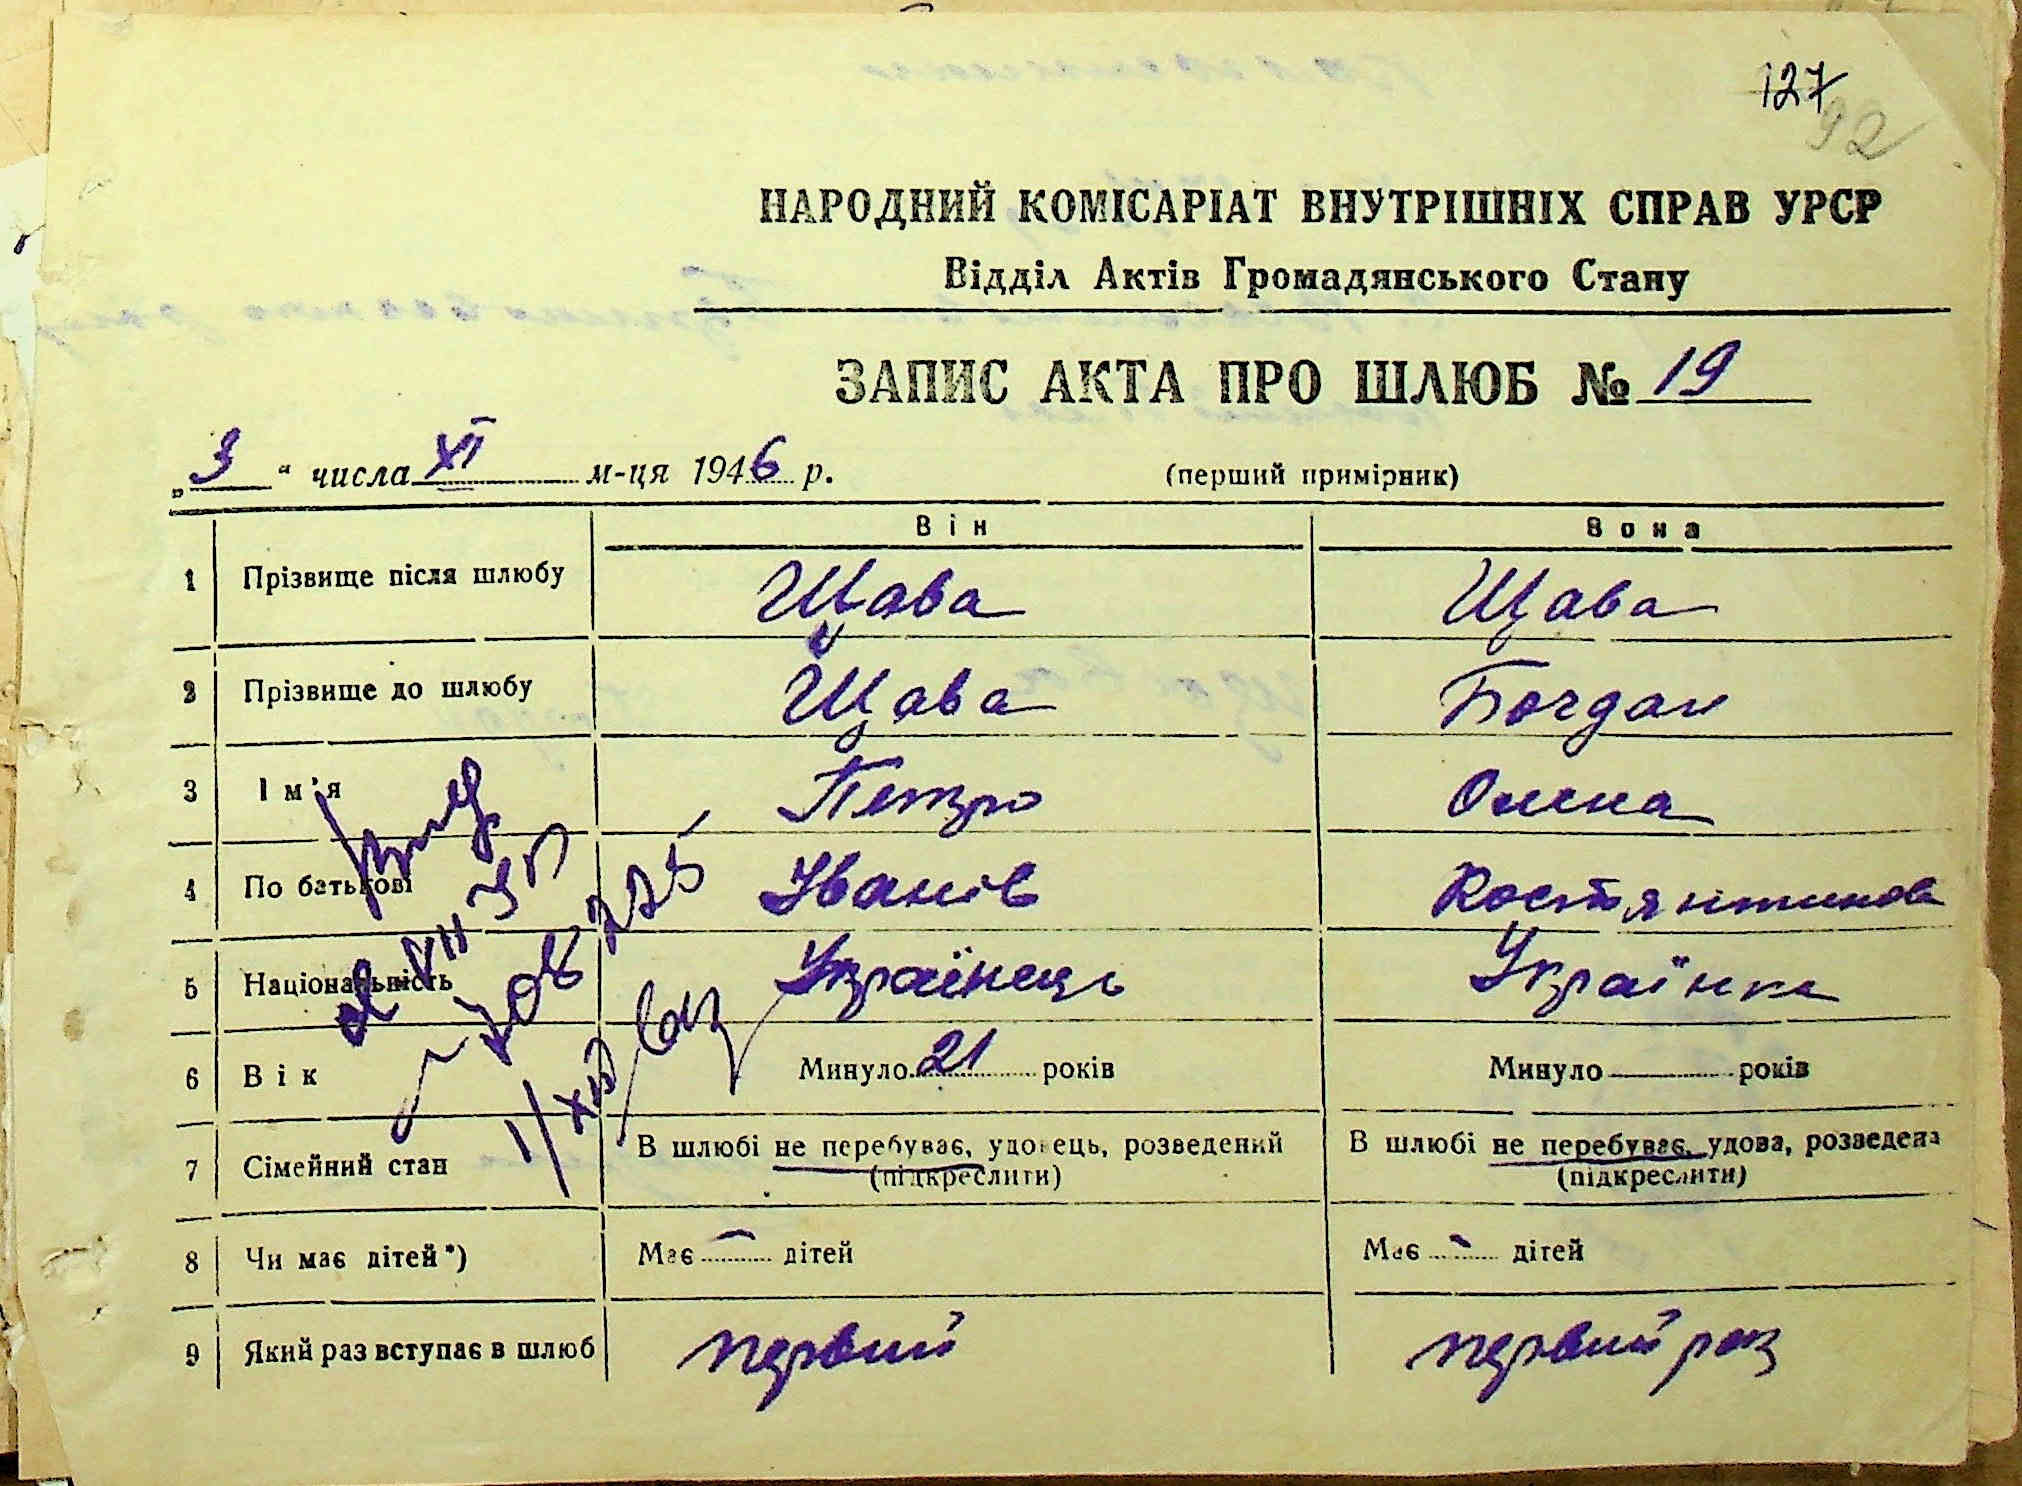 127
92
НАРОДНИЙ КОМІСАРІАТ ВНУТРІШНІХ СПРАВ УРСР
Відділ Актів Громадянського Стану
ЗАПИС АКТА ПРО ШЛЮБ № 19
„3“ числа XI м-ця 1946 р. (перший примірник)
Він Вона
1 Прізвище після шлюбу Щава Щава
2 Прізвище до шлюбу Щава Богдан
3 Ім'я Петро Олена
4 По батькові Іванів Костянтинова
5 Національність Українець Українка
6 Вік Минуло 21 років Минуло — років
7 Сімейний стан В шлюбі не перебуває, удовець, розведений В шлюбі не перебуває, удова, розведена
(підкреслити) (підкреслити)
8 Чи має дітей*) Має — дітей Має - дітей
9 Який раз вступає в шлюб первий первий раз